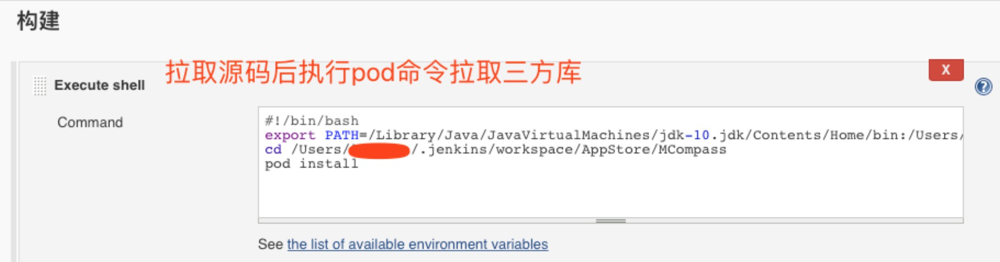 构建
拉取源码后执行pod命令拉取三方库
X
Execute shell
?
Command
#!/bin/bash
export PATH=/Library/Java/JavaVirtualMachines/jdk-10.jdk/Contents/Home/bin:/Users/
cd /Users/ /.jenkins/workspace/AppStore/MCompass
pod install
See the list of available environment variables